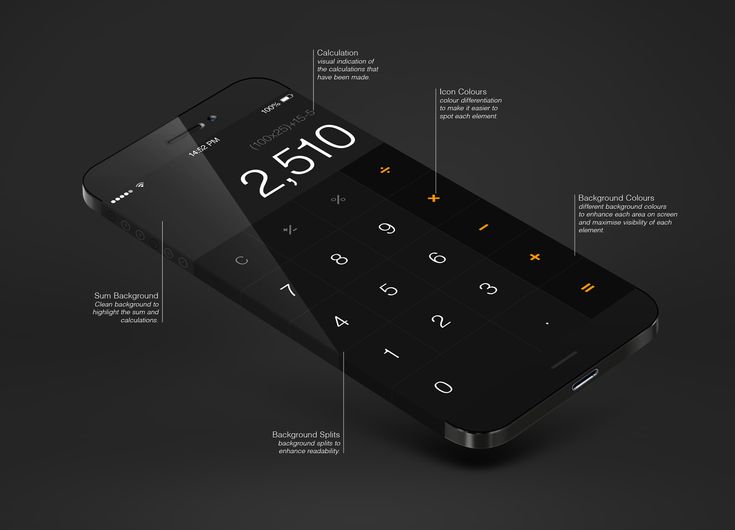 Calculation
visual indication of
the calculations that
have been made.
Icon Colours
colour differentiation
to make it easier to
spot each element.
Background Colours
different background colours
to enhance each area on screen
and maximise visibility of each
element.
Sum Background
Clean background to
highlight the sum and
calculations.
Background Splits
background splits to
enhance readability.
14:52 PM 100%
(100x25)+15-5
2,510
C +/- % ÷
7 8 9 ×
4 5 6 −
1 2 3 +
0 . =